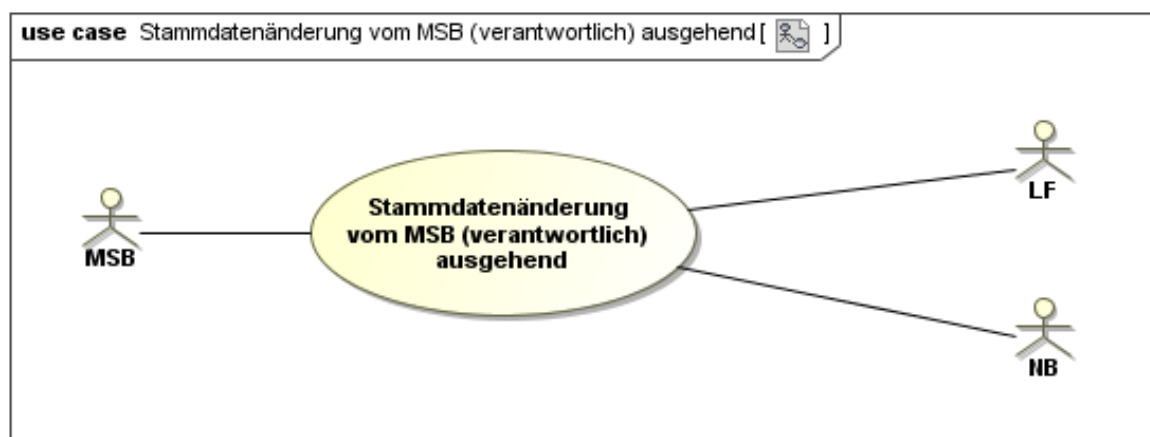 use case Stammdatenänderung vom MSB (verantwortlich) ausgehend[ ]
LF
Stammdatenänderung
vom MSB (verantwortlich)
ausgehend
MSB
NB